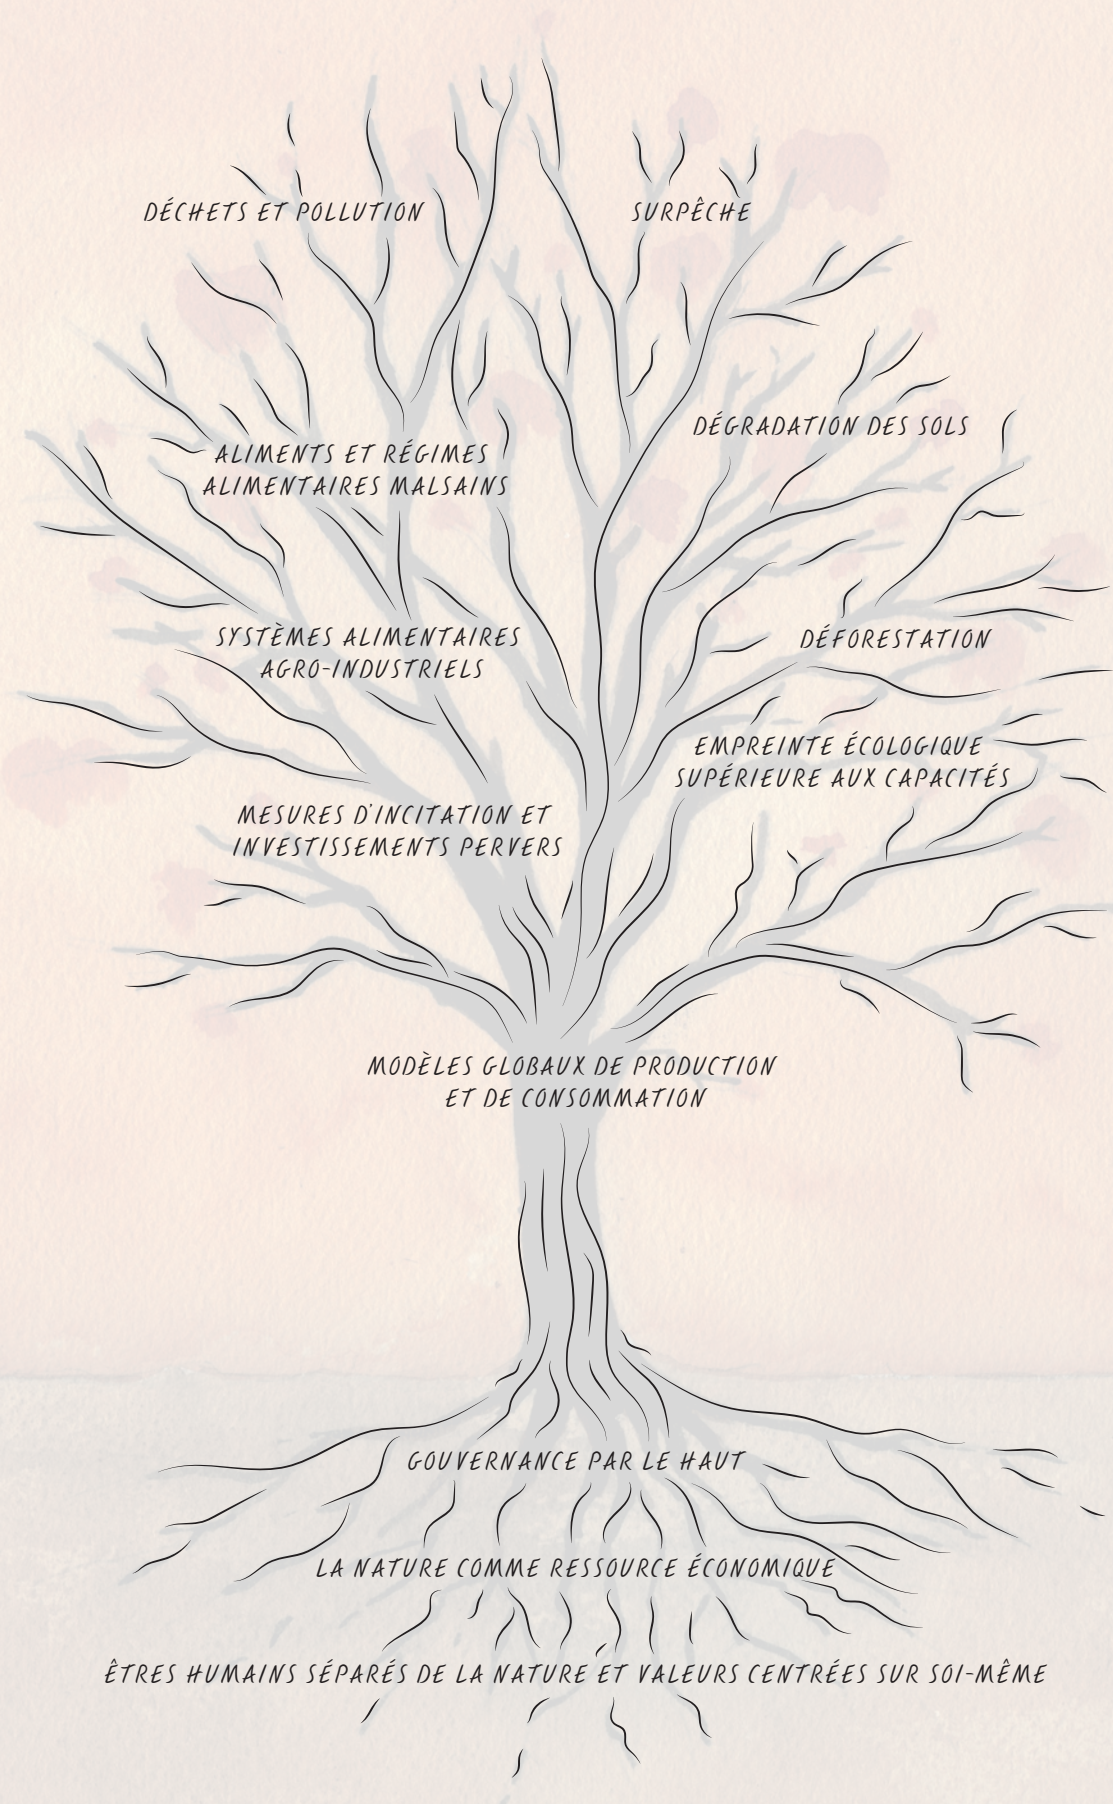 DÉCHETS ET POLLUTION
SURPÊCHE
DÉGRADATION DES SOLS
ALIMENTS ET RÉGIMES
ALIMENTAIRES MALSAINS
SYSTÈMES ALIMENTAIRES
AGRO-INDUSTRIELS
DÉFORESTATION
EMPREINTE ÉCOLOGIQUE
SUPÉRIEURE AUX CAPACITÉS
MESURES D'INCITATION ET
INVESTISSEMENTS PERVERS
MODÈLES GLOBAUX DE PRODUCTION
ET DE CONSOMMATION
GOUVERNANCE PAR LE HAUT
LA NATURE COMME RESSOURCE ÉCONOMIQUE
ÊTRES HUMAINS SÉPARÉS DE LA NATURE ET VALEURS CENTRÉES SUR SOI-MÊME